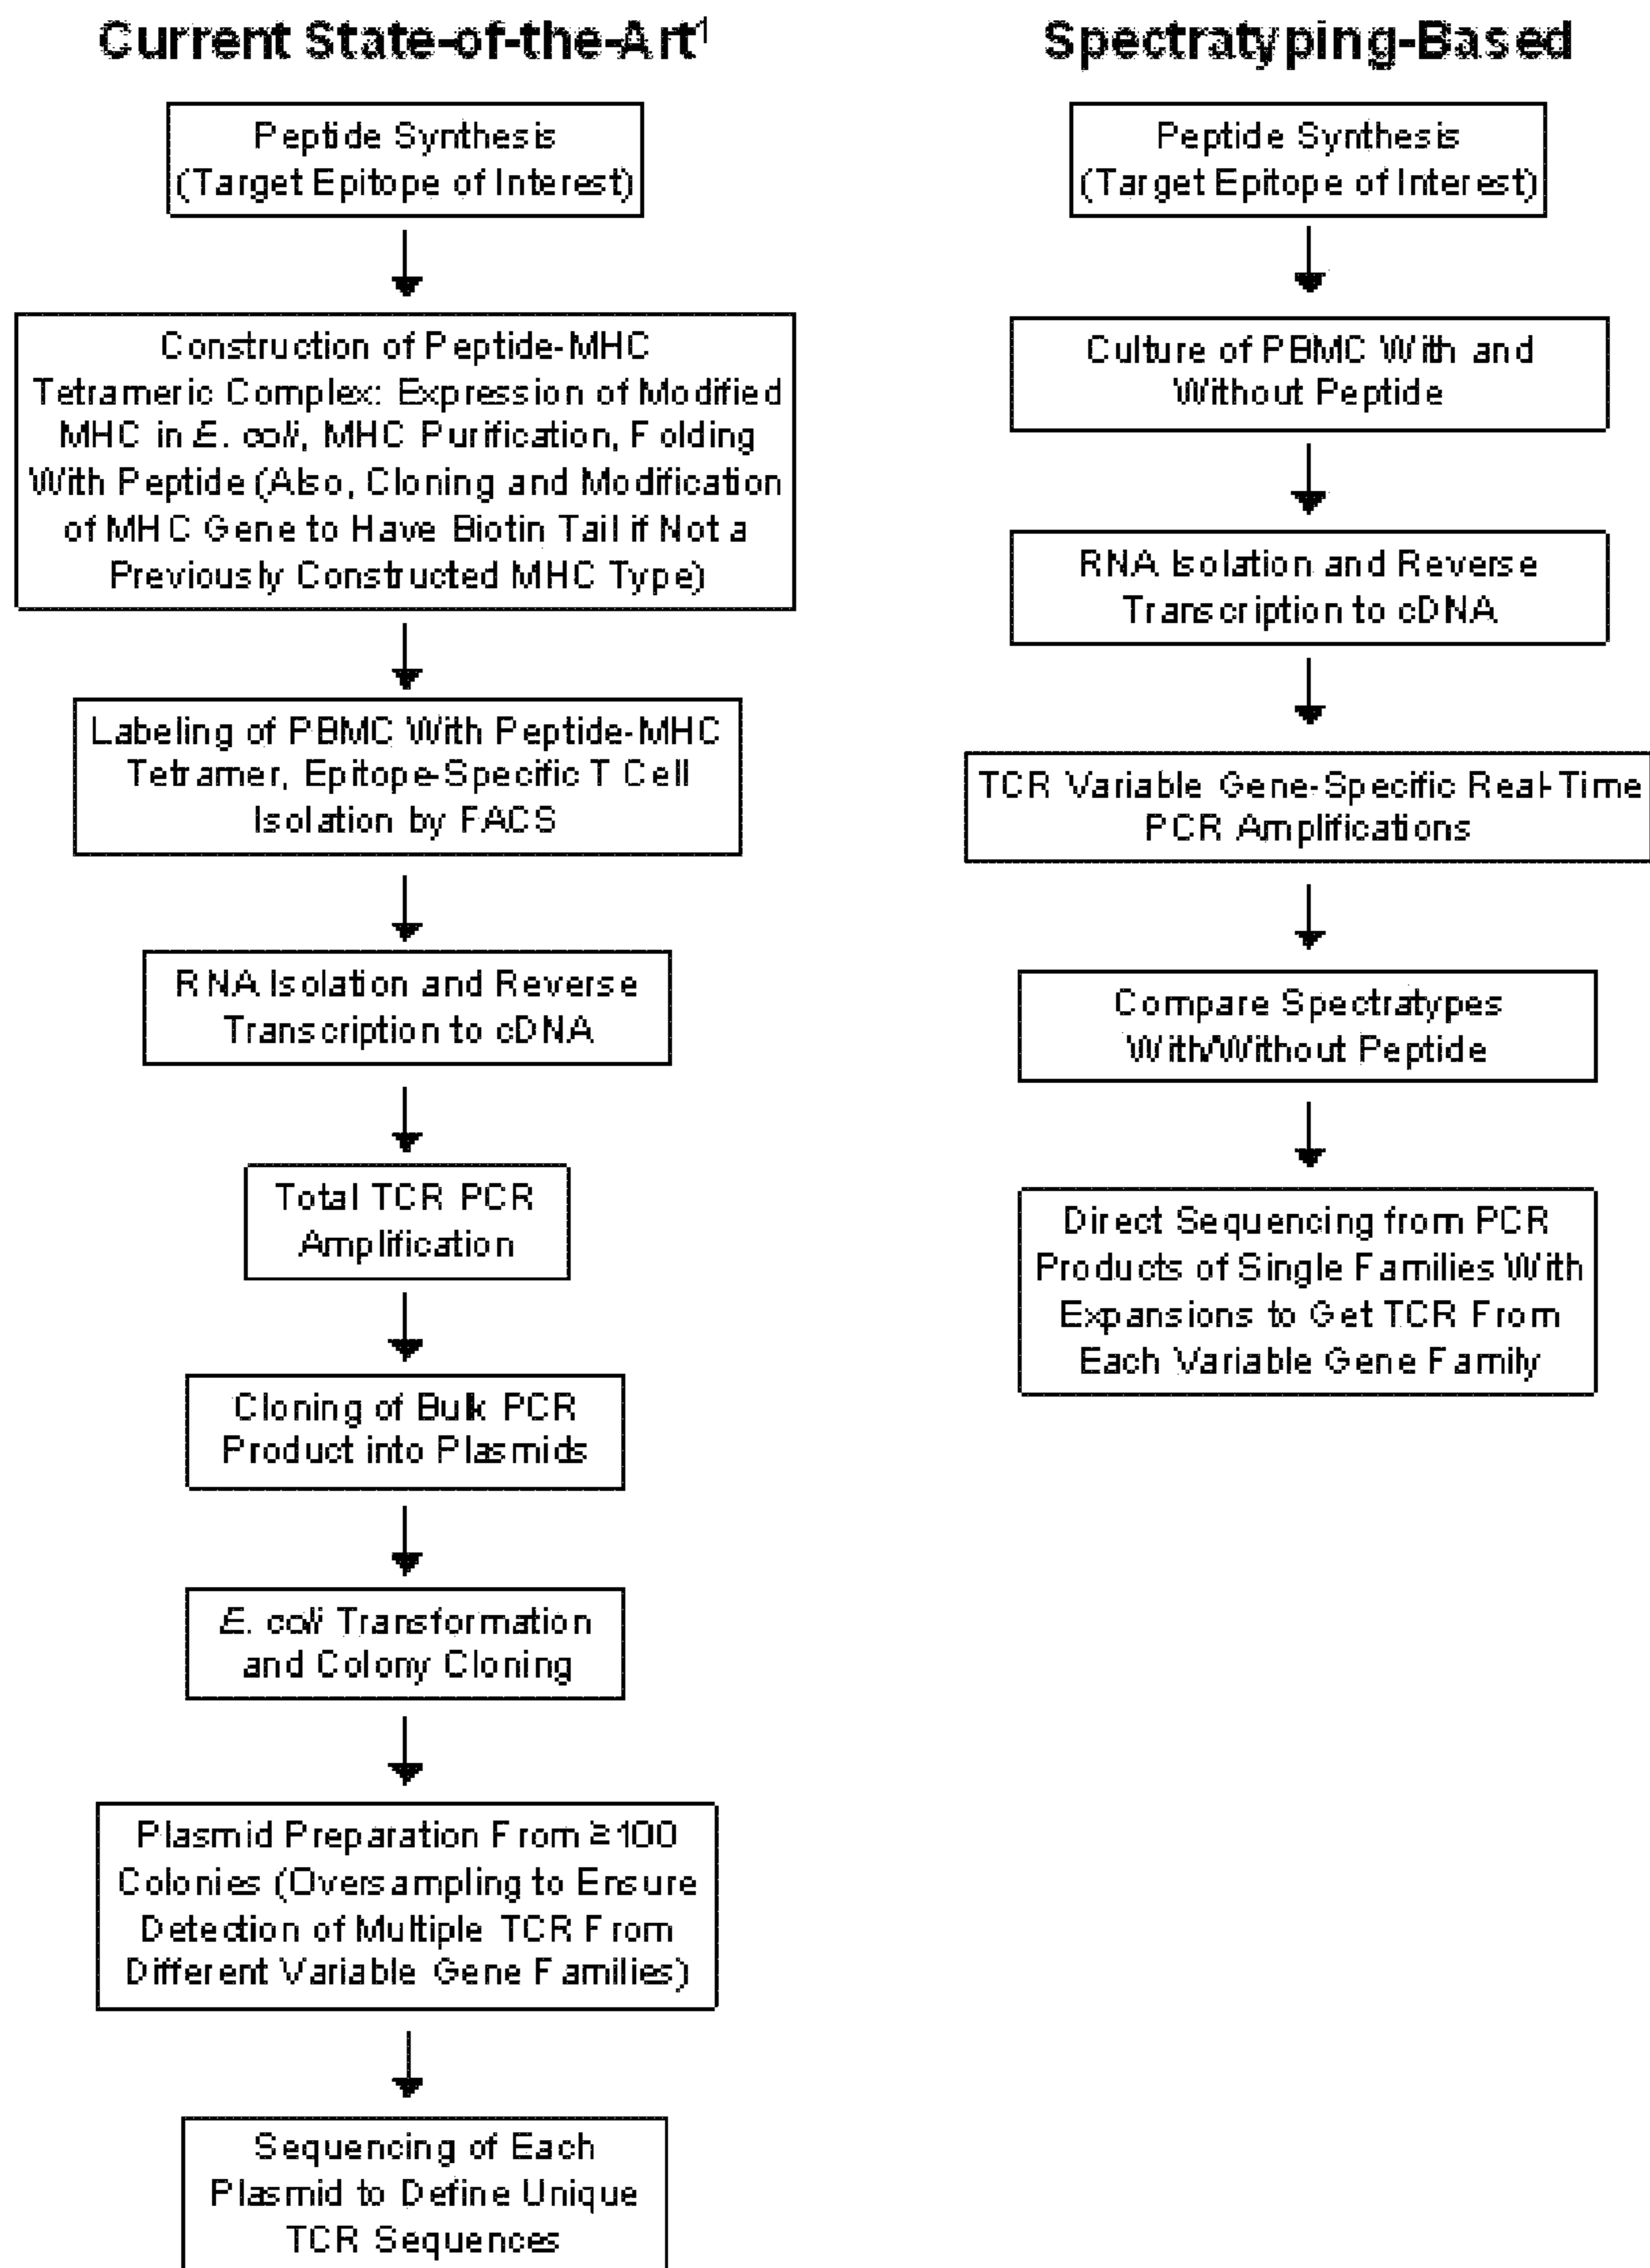 Current State-of-the-Art¹
Peptide Synthesis
(Target Epitope of Interest)
Construction of Peptide-MHC
Tetrameric Complex: Expression of Modified
MHC in E. coli, MHC Purification, Folding
With Peptide (Also, Cloning and Modification
of MHC Gene to Have Biotin Tail if Not a
Previously Constructed MHC Type)
Labeling of PBMC With Peptide-MHC
Tetramer, Epitope-Specific T Cell
Isolation by FACS
RNA Isolation and Reverse
Transcription to cDNA
Total TCR PCR
Amplification
Cloning of Bulk PCR
Product into Plasmids
E. coli Transformation
and Colony Cloning
Plasmid Preparation From ≥100
Colonies (Oversampling to Ensure
Detection of Multiple TCR From
Different Variable Gene Families)
Sequencing of Each
Plasmid to Define Unique
TCR Sequences
Spectratyping-Based
Peptide Synthesis
(Target Epitope of Interest)
Culture of PBMC With and
Without Peptide
RNA Isolation and Reverse
Transcription to cDNA
TCR Variable Gene-Specific Real-Time
PCR Amplifications
Compare Spectratypes
With/Without Peptide
Direct Sequencing from PCR
Products of Single Families With
Expansions to Get TCR From
Each Variable Gene Family